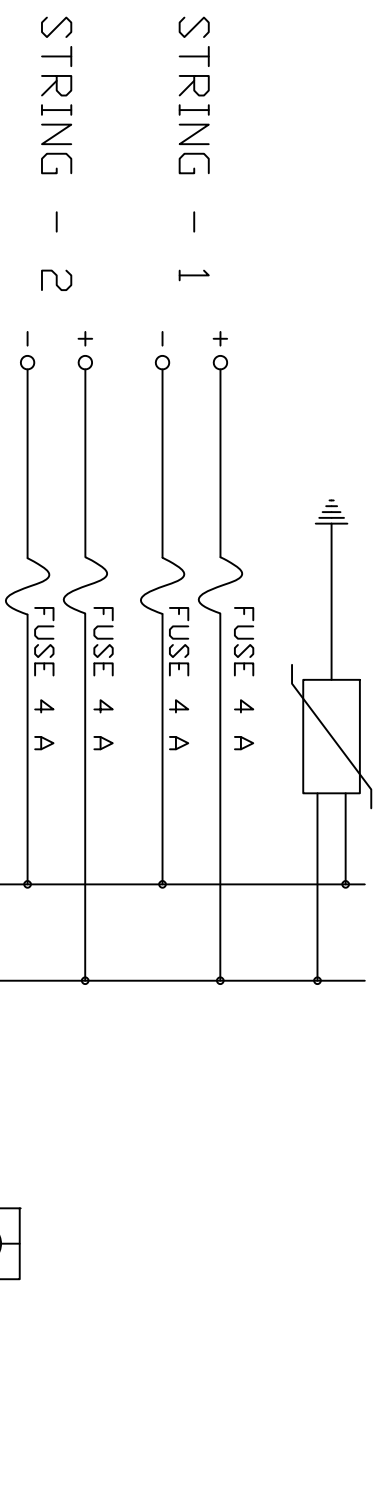 STRING - 1
+
-
FUSE 4 A
FUSE 4 A
STRING - 2
+
-
FUSE 4 A
FUSE 4 A